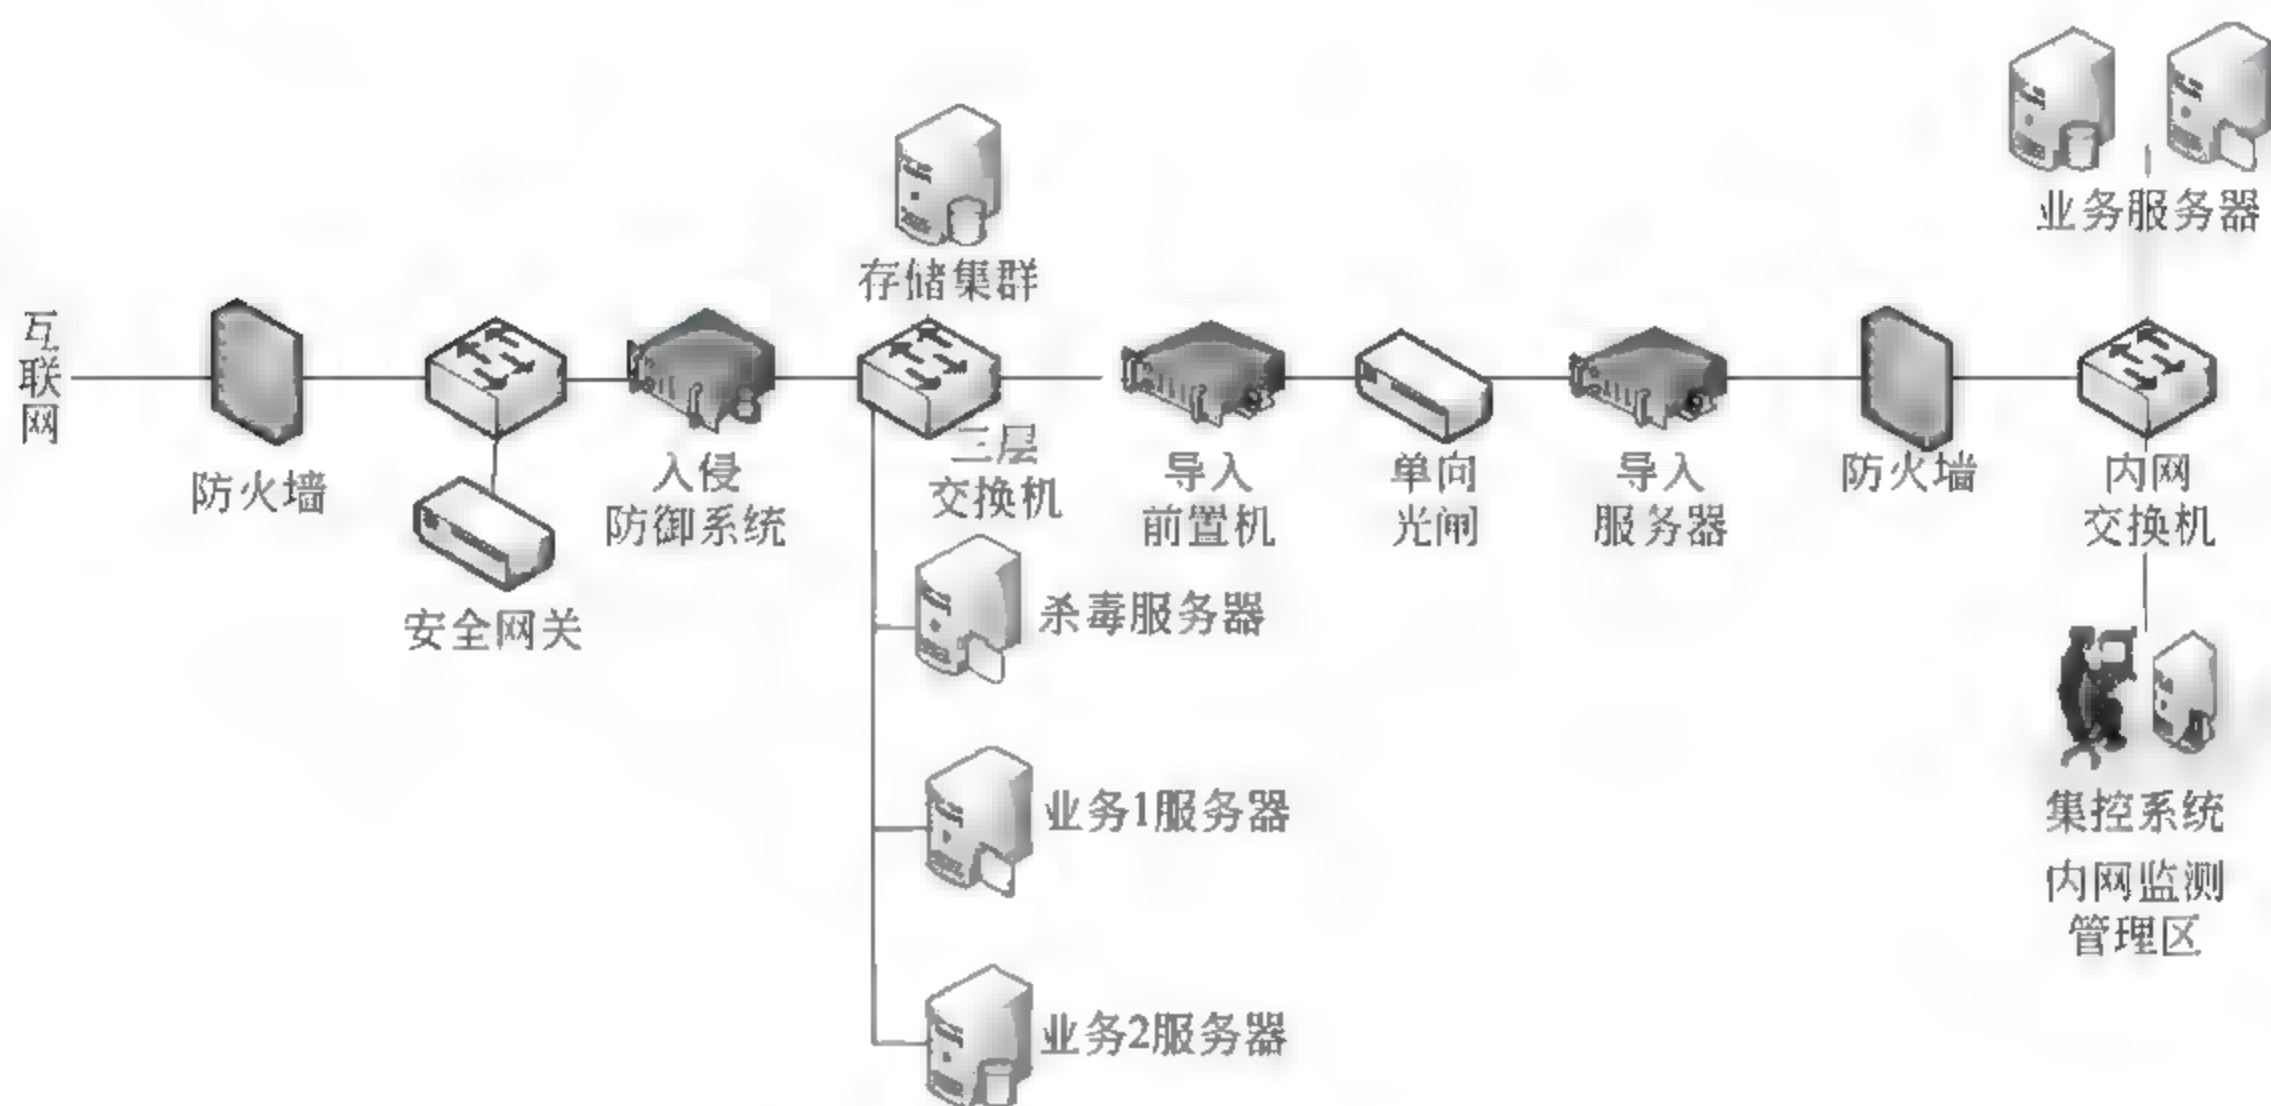 互联网
防火墙
安全网关
入侵
防御系统
存储集群
三层
交换机
杀毒服务器
业务1服务器
业务2服务器
导入
前置机
单向
光闸
导入
服务器
防火墙
业务服务器
内网
交换机
集控系统
内网监测
管理区